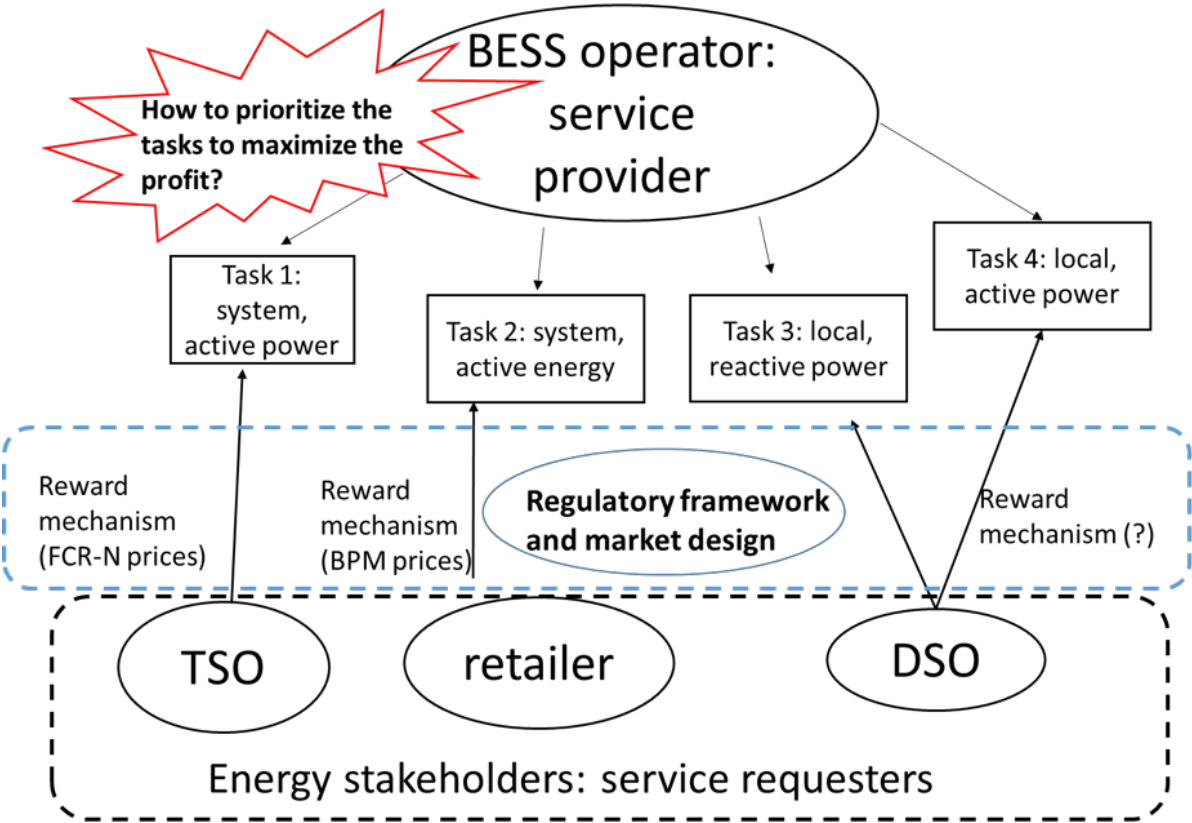 BESS operator:
service
provider
How to prioritize the
tasks to maximize the
profit?
Task 1:
system,
active power
Task 2: system,
active energy
Task 3: local,
reactive power
Task 4: local,
active power
Reward
mechanism
(FCR-N prices)
Reward
mechanism
(BPM prices)
Regulatory framework
and market design
Reward
mechanism (?)
TSO
retailer
DSO
Energy stakeholders: service requesters